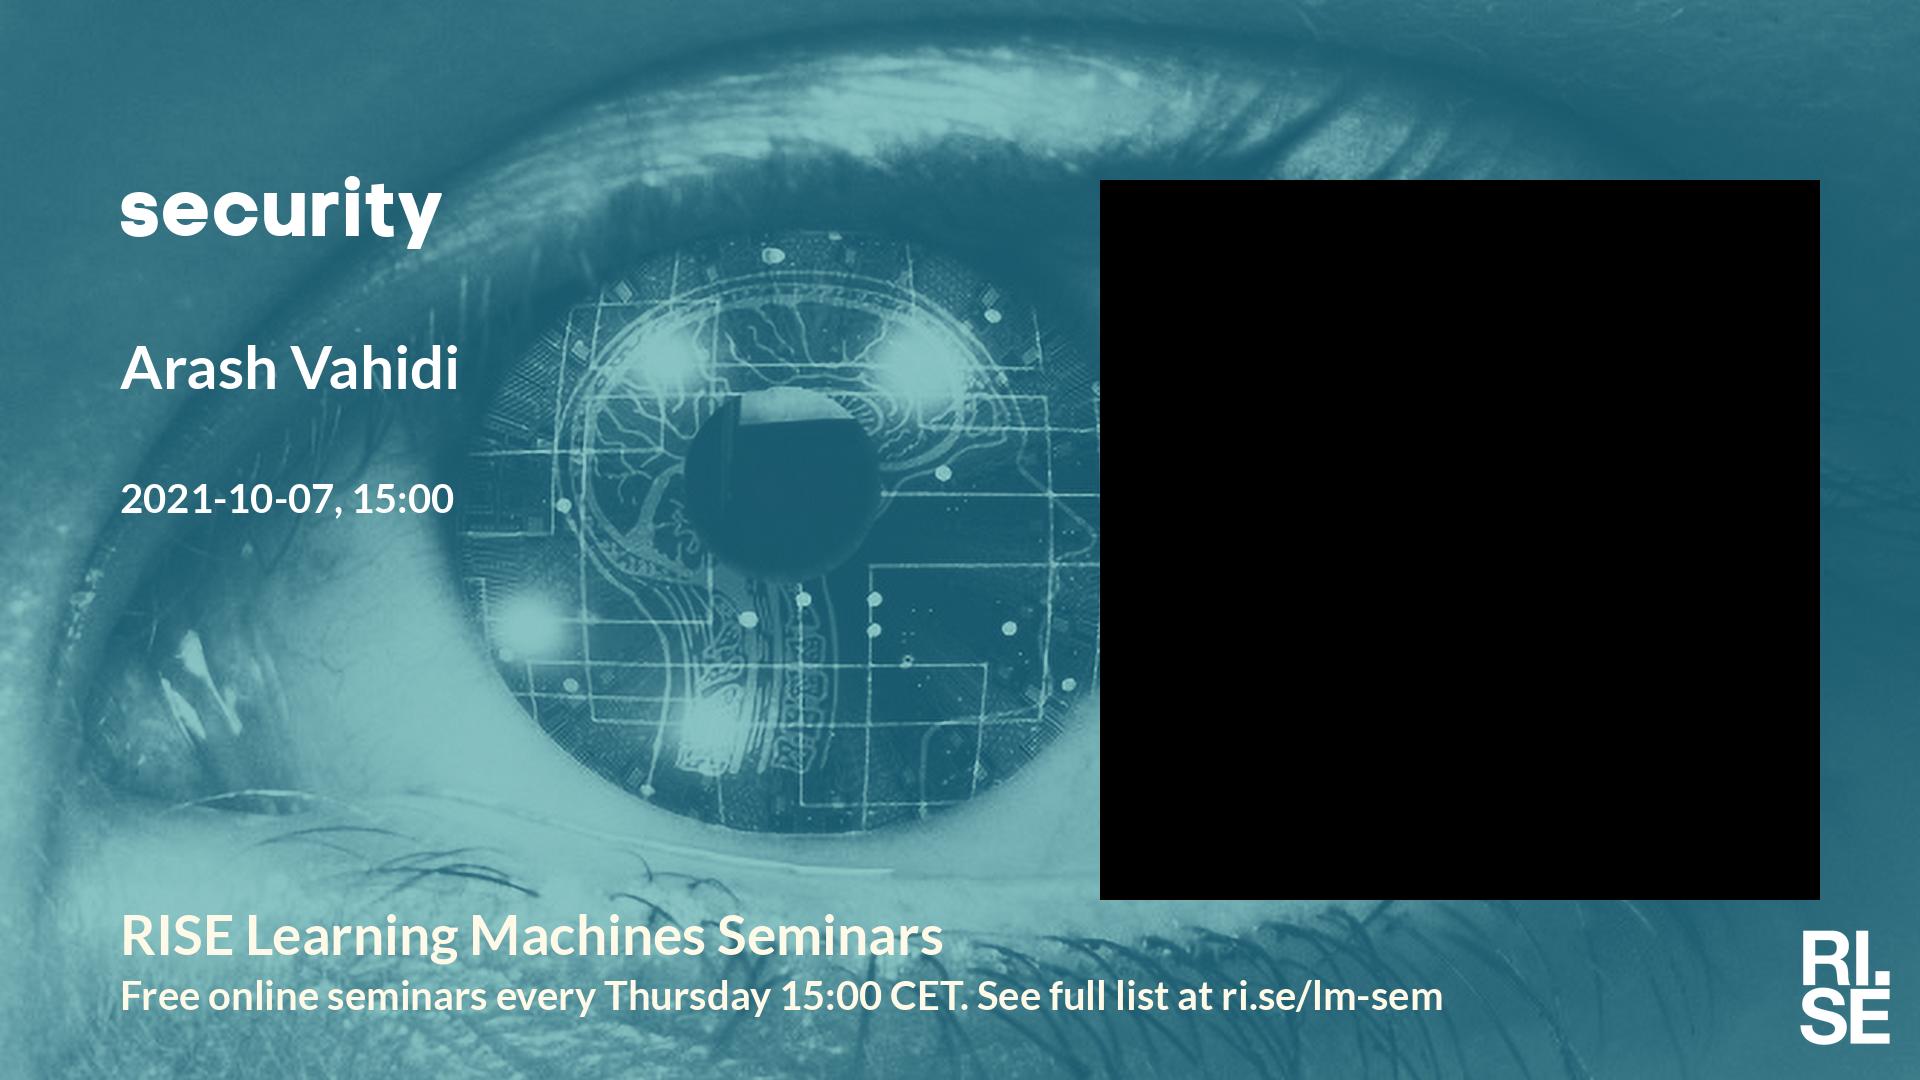 security
Arash Vahidi
2021-10-07, 15:00
RISE Learning Machines Seminars
Free online seminars every Thursday 15:00 CET. See full list at ri.se/lm-sem
RI.
SE